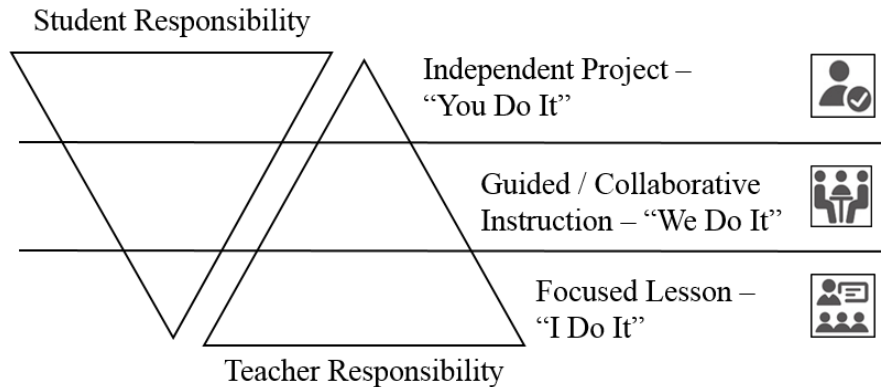 Student Responsibility
Independent Project –
“You Do It”
Guided / Collaborative
Instruction – “We Do It”
Focused Lesson –
“I Do It”
Teacher Responsibility